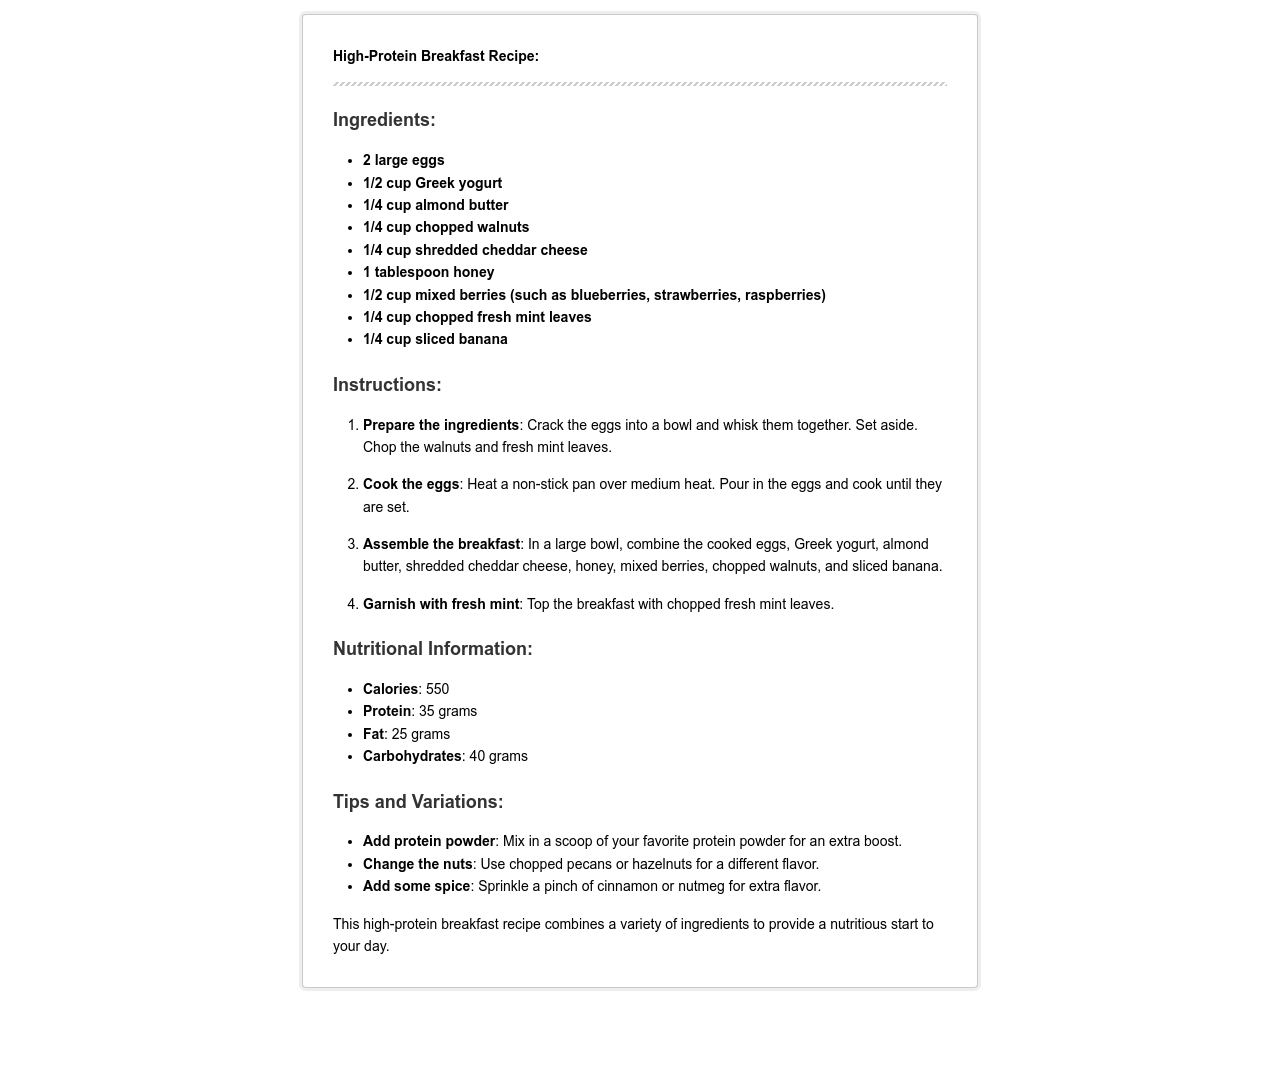 High-Protein Breakfast Recipe:
Ingredients:
• 2 large eggs
• 1/2 cup Greek yogurt
• 1/4 cup almond butter
• 1/4 cup chopped walnuts
• 1/4 cup shredded cheddar cheese
• 1 tablespoon honey
• 1/2 cup mixed berries (such as blueberries, strawberries, raspberries)
• 1/4 cup chopped fresh mint leaves
• 1/4 cup sliced banana
Instructions:
1. Prepare the ingredients: Crack the eggs into a bowl and whisk them together. Set aside.
Chop the walnuts and fresh mint leaves.
2. Cook the eggs: Heat a non-stick pan over medium heat. Pour in the eggs and cook until they
are set.
3. Assemble the breakfast: In a large bowl, combine the cooked eggs, Greek yogurt, almond
butter, shredded cheddar cheese, honey, mixed berries, chopped walnuts, and sliced banana.
4. Garnish with fresh mint: Top the breakfast with chopped fresh mint leaves.
Nutritional Information:
• Calories: 550
• Protein: 35 grams
• Fat: 25 grams
• Carbohydrates: 40 grams
Tips and Variations:
• Add protein powder: Mix in a scoop of your favorite protein powder for an extra boost.
• Change the nuts: Use chopped pecans or hazelnuts for a different flavor.
• Add some spice: Sprinkle a pinch of cinnamon or nutmeg for extra flavor.
This high-protein breakfast recipe combines a variety of ingredients to provide a nutritious start to
your day.